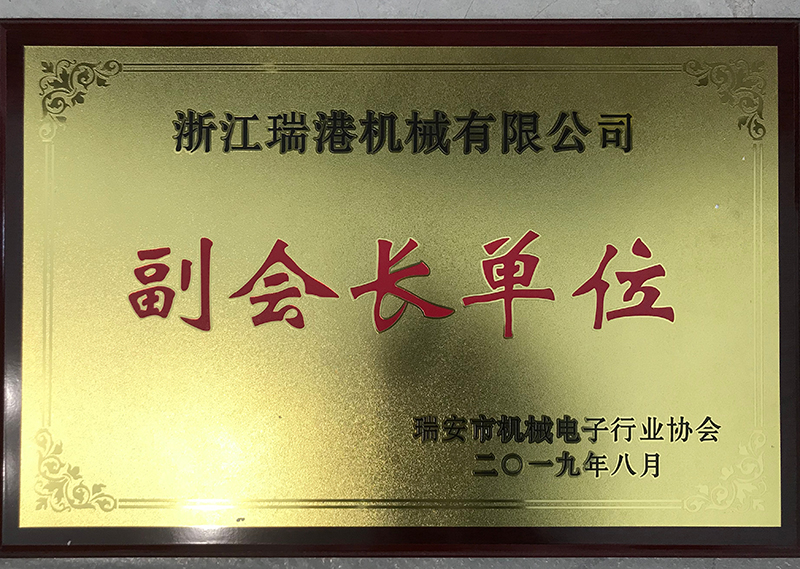 浙江瑞港机械有限公司
副会长单位
瑞安市机械电子行业协会
二〇一九年八月